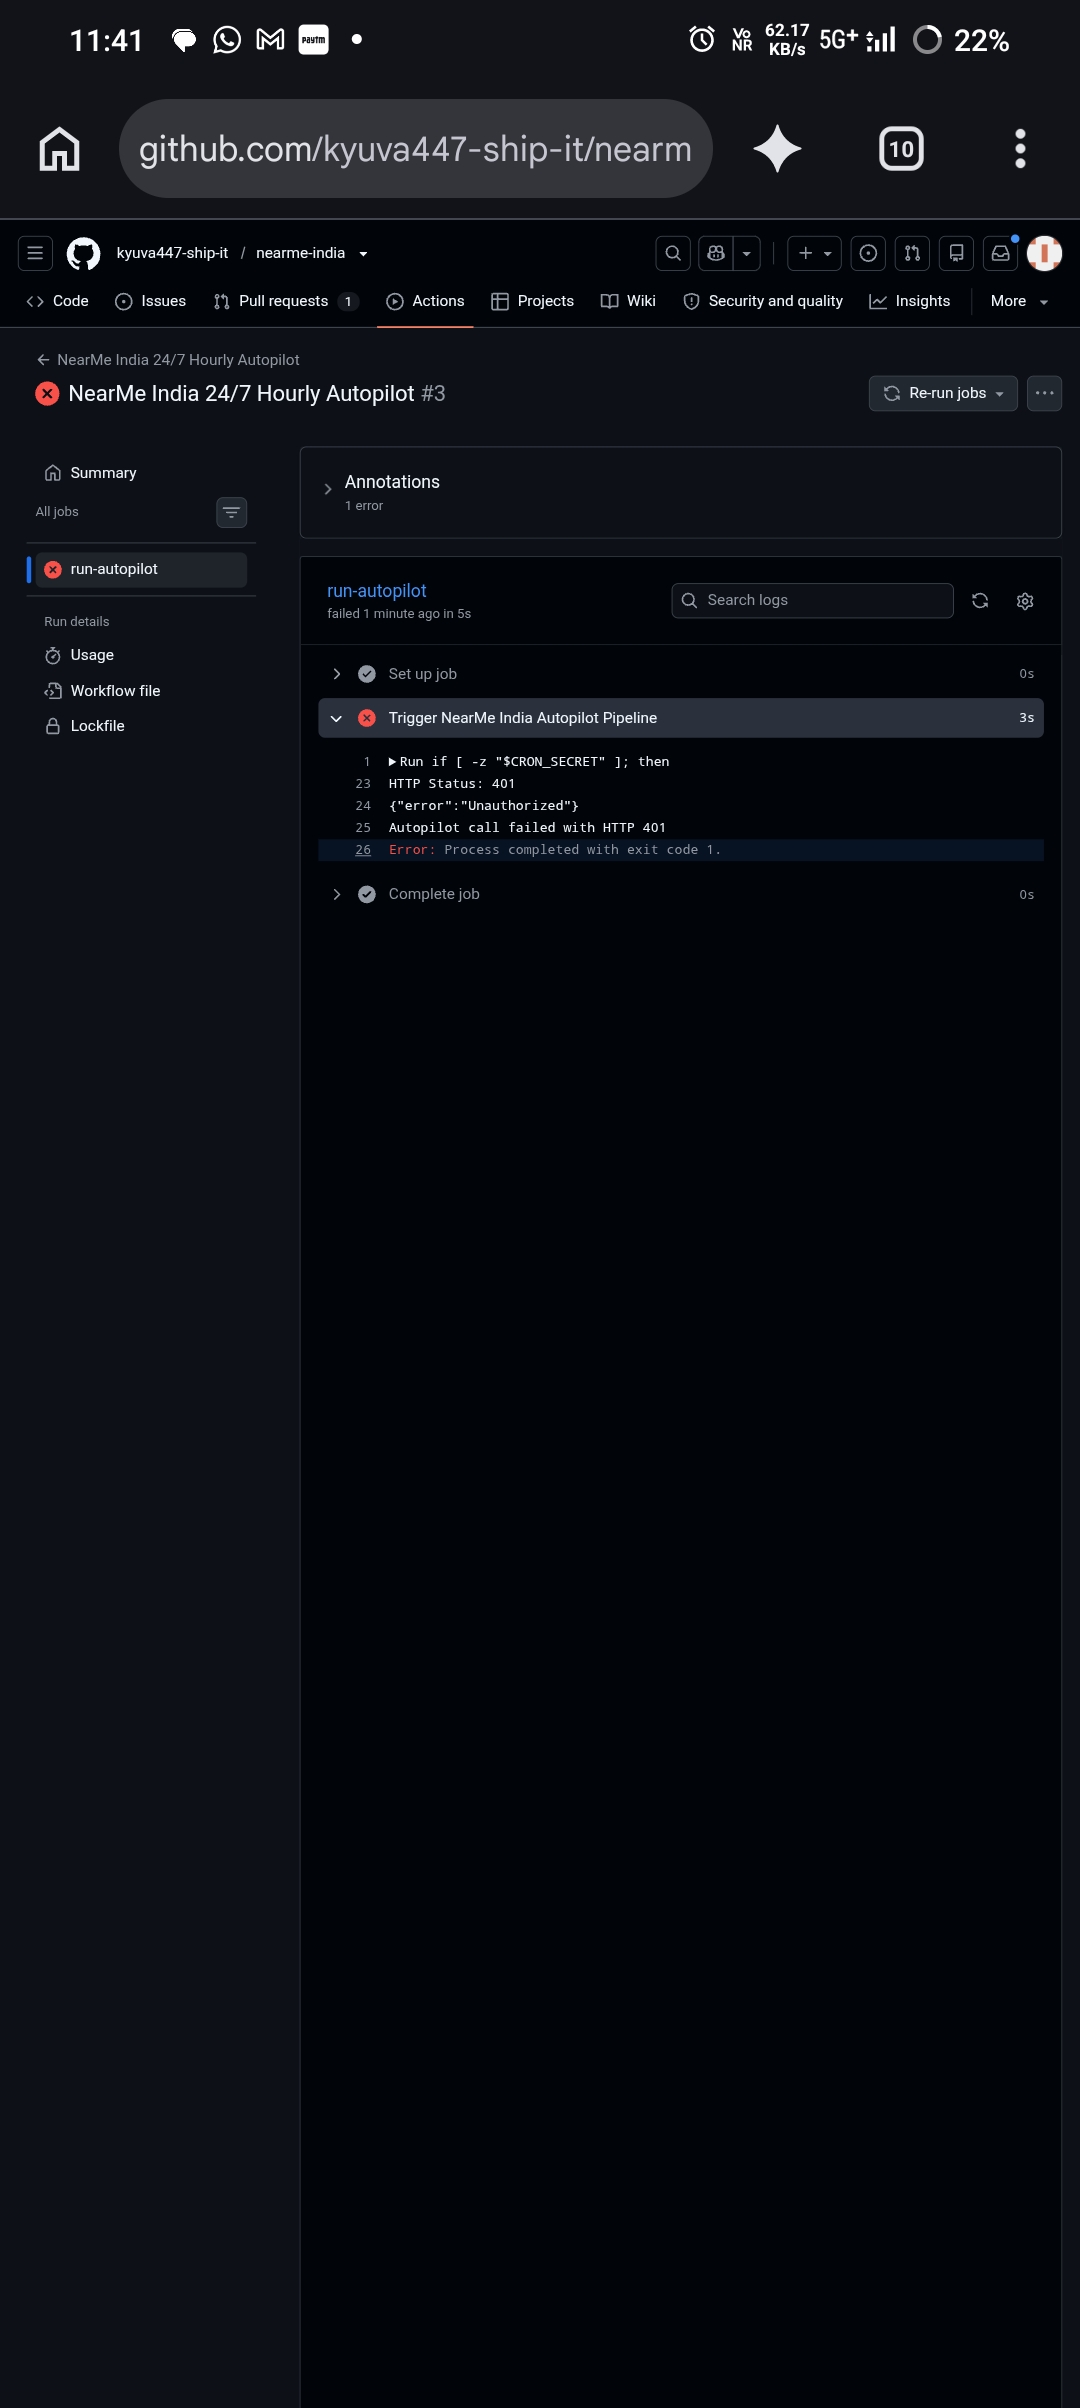 11:41
paytm
Vo NR
62.17 KB/s
5G+
22%
github.com/kyuva447-ship-it/nearm
10
kyuva447-ship-it / nearme-india
Code
Issues
Pull requests 1
Actions
Projects
Wiki
Security and quality
Insights
More
NearMe India 24/7 Hourly Autopilot
NearMe India 24/7 Hourly Autopilot #3
Re-run jobs
Summary
All jobs
run-autopilot
Run details
Usage
Workflow file
Lockfile
Annotations
1 error
run-autopilot
failed 1 minute ago in 5s
Search logs
Set up job 0s
Trigger NearMe India Autopilot Pipeline 3s
1 Run if [ -z "$CRON_SECRET" ]; then
23 HTTP Status: 401
24 {"error":"Unauthorized"}
25 Autopilot call failed with HTTP 401
26 Error: Process completed with exit code 1.
Complete job 0s